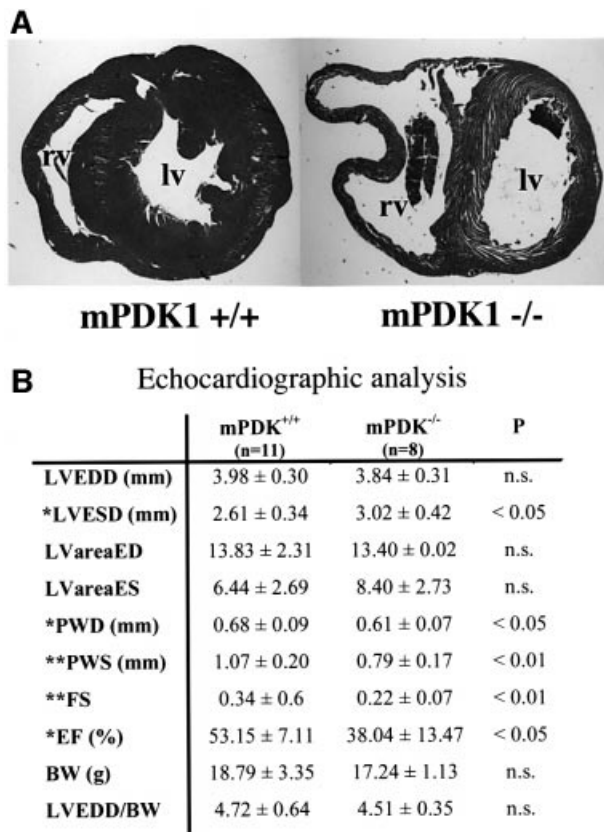 A
rv
lv
rv
lv
mPDK1 +/+
mPDK1 -/-
B
Echocardiographic analysis
mPDK+/+ mPDK-/- P
(n=11) (n=8)
LVEDD (mm) 3.98 ± 0.30 3.84 ± 0.31 n.s.
*LVESD (mm) 2.61 ± 0.34 3.02 ± 0.42 < 0.05
LVareaED 13.83 ± 2.31 13.40 ± 0.02 n.s.
LVareaES 6.44 ± 2.69 8.40 ± 2.73 n.s.
*PWD (mm) 0.68 ± 0.09 0.61 ± 0.07 < 0.05
**PWS (mm) 1.07 ± 0.20 0.79 ± 0.17 < 0.01
**FS 0.34 ± 0.6 0.22 ± 0.07 < 0.01
*EF (%) 53.15 ± 7.11 38.04 ± 13.47 < 0.05
BW (g) 18.79 ± 3.35 17.24 ± 1.13 n.s.
LVEDD/BW 4.72 ± 0.64 4.51 ± 0.35 n.s.